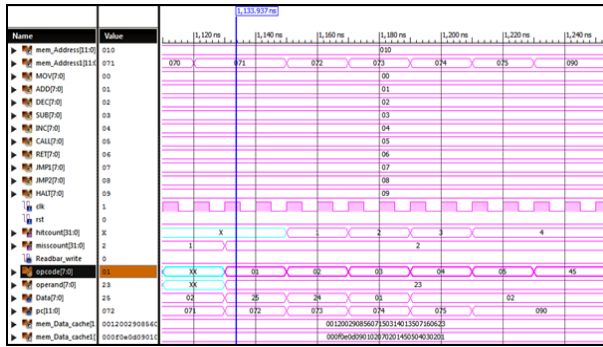 1,133.937 ns
Name Value 1,120 ns 1,140 ns 1,160 ns 1,180 ns 1,200 ns 1,220 ns 1,240 ns
mem_Address[11:0] 010 010
mem_Address1[11:0 071 070 071 072 073 074 075 090
MOV[7:0] 00 00
ADD[7:0] 01 01
DEC[7:0] 02 02
SUB[7:0] 03 03
INC[7:0] 04 04
CALL[7:0] 05 05
RET[7:0] 06 06
JMP1[7:0] 07 07
JMP2[7:0] 08 08
HALT[7:0] 09 09
clk 1
rst 0
hitcount[31:0] X X 1 2 3 4
misscount[31:0] 2 1 2
Readbar_write 0
opcode[7:0] 01 XX 01 02 03 04 05 45
operand[7:0] 23 XX 23
Data[7:0] 25 02 25 24 01 02
pc[11:0] 072 071 072 073 074 075 090
mem_Data_cache[1 0012002908560 00120029085607150314013507160623
mem_Data_cache1[ 000f0e0d09010 000f0e0d090102070201450504030201